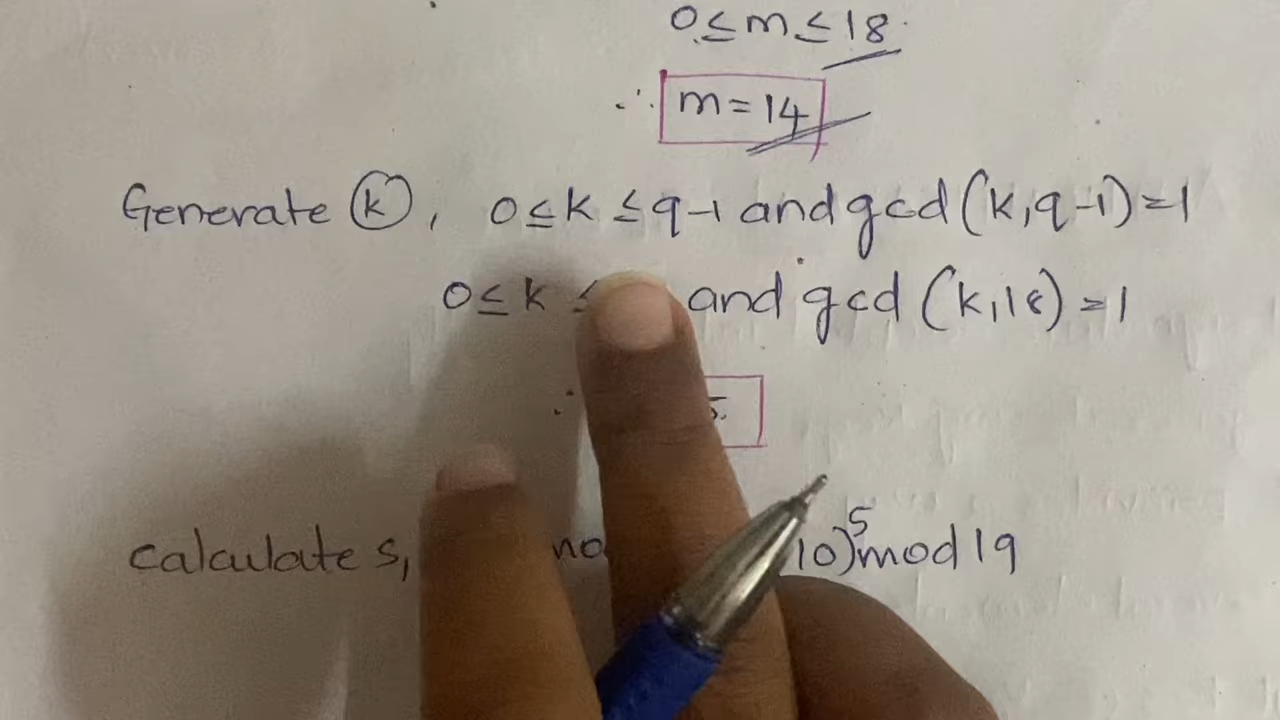 0 ≤ m ≤ 18
∴ m = 14
Generate k, 0 ≤ k ≤ q-1 and gcd (k, q-1) = 1
0 ≤ k ≤ and gcd (k, 18) = 1
∴ 5
calculate s, 10)^5 mod 19